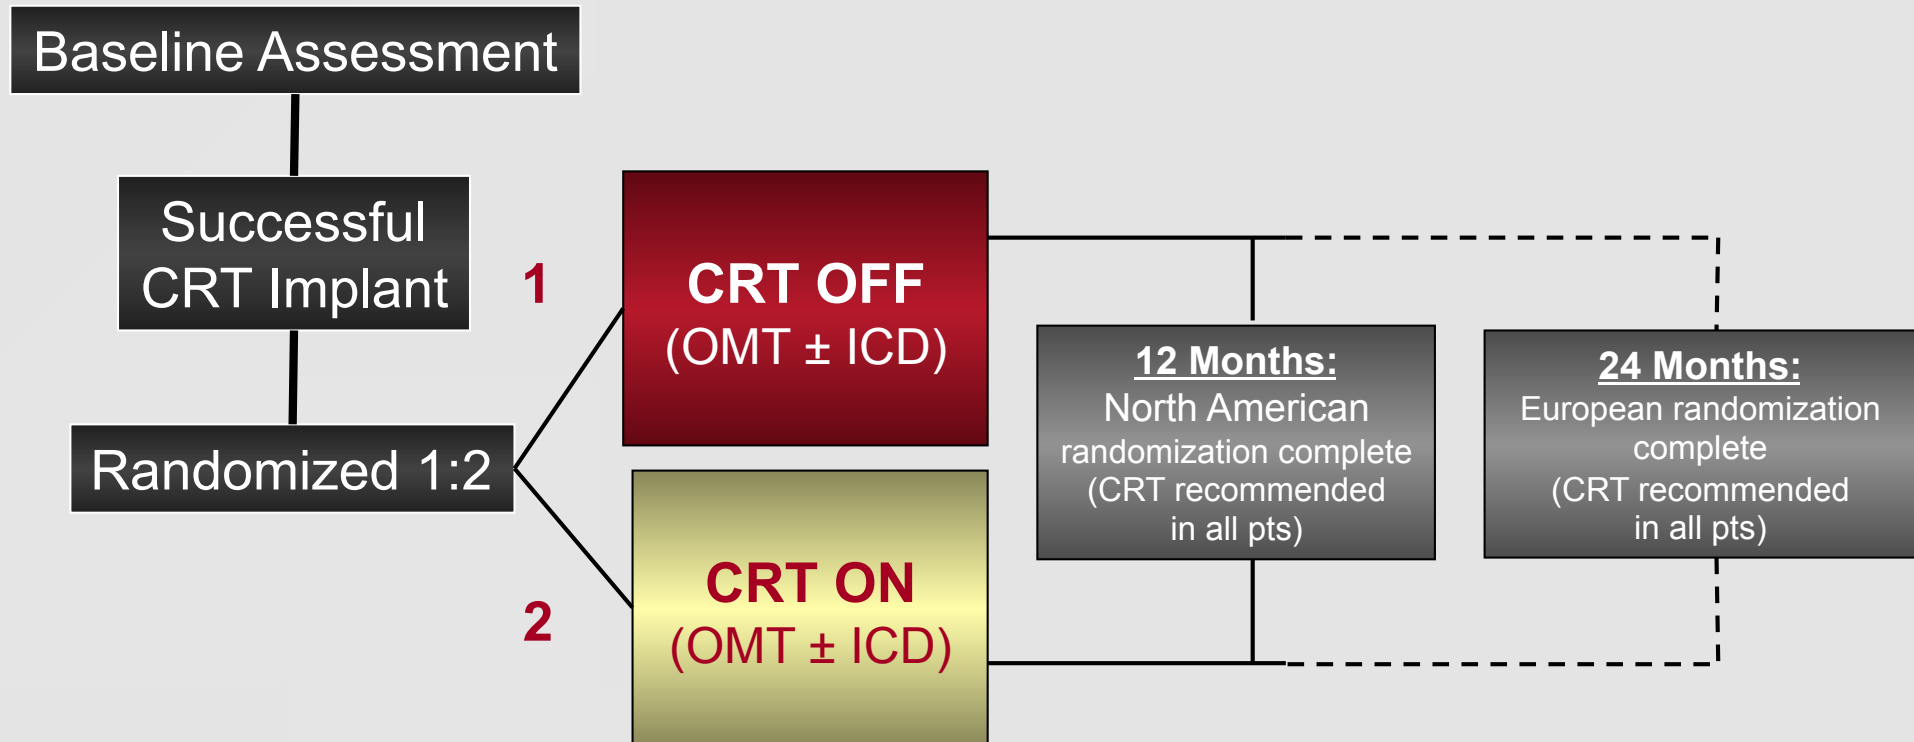 Baseline Assessment
Successful
CRT Implant
Randomized 1:2
1
CRT OFF
(OMT ± ICD)
2
CRT ON
(OMT ± ICD)
12 Months:
North American
randomization complete
(CRT recommended
in all pts)
24 Months:
European randomization
complete
(CRT recommended
in all pts)